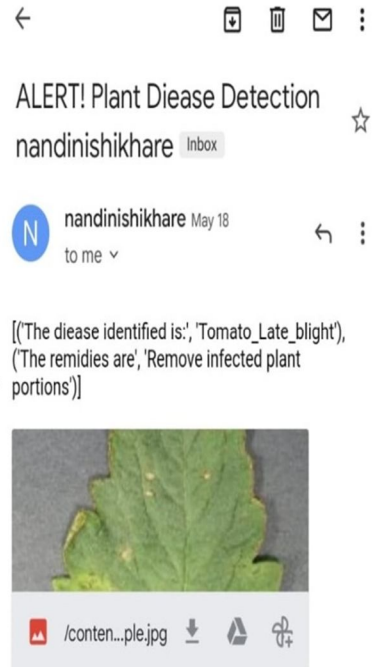 ALERT! Plant Diease Detection
nandinishikhare Inbox
N
nandinishikhare May 18
to me
[('The diease identified is:', 'Tomato_Late_blight'),
('The remidies are', 'Remove infected plant
portions')]
/conten...ple.jpg